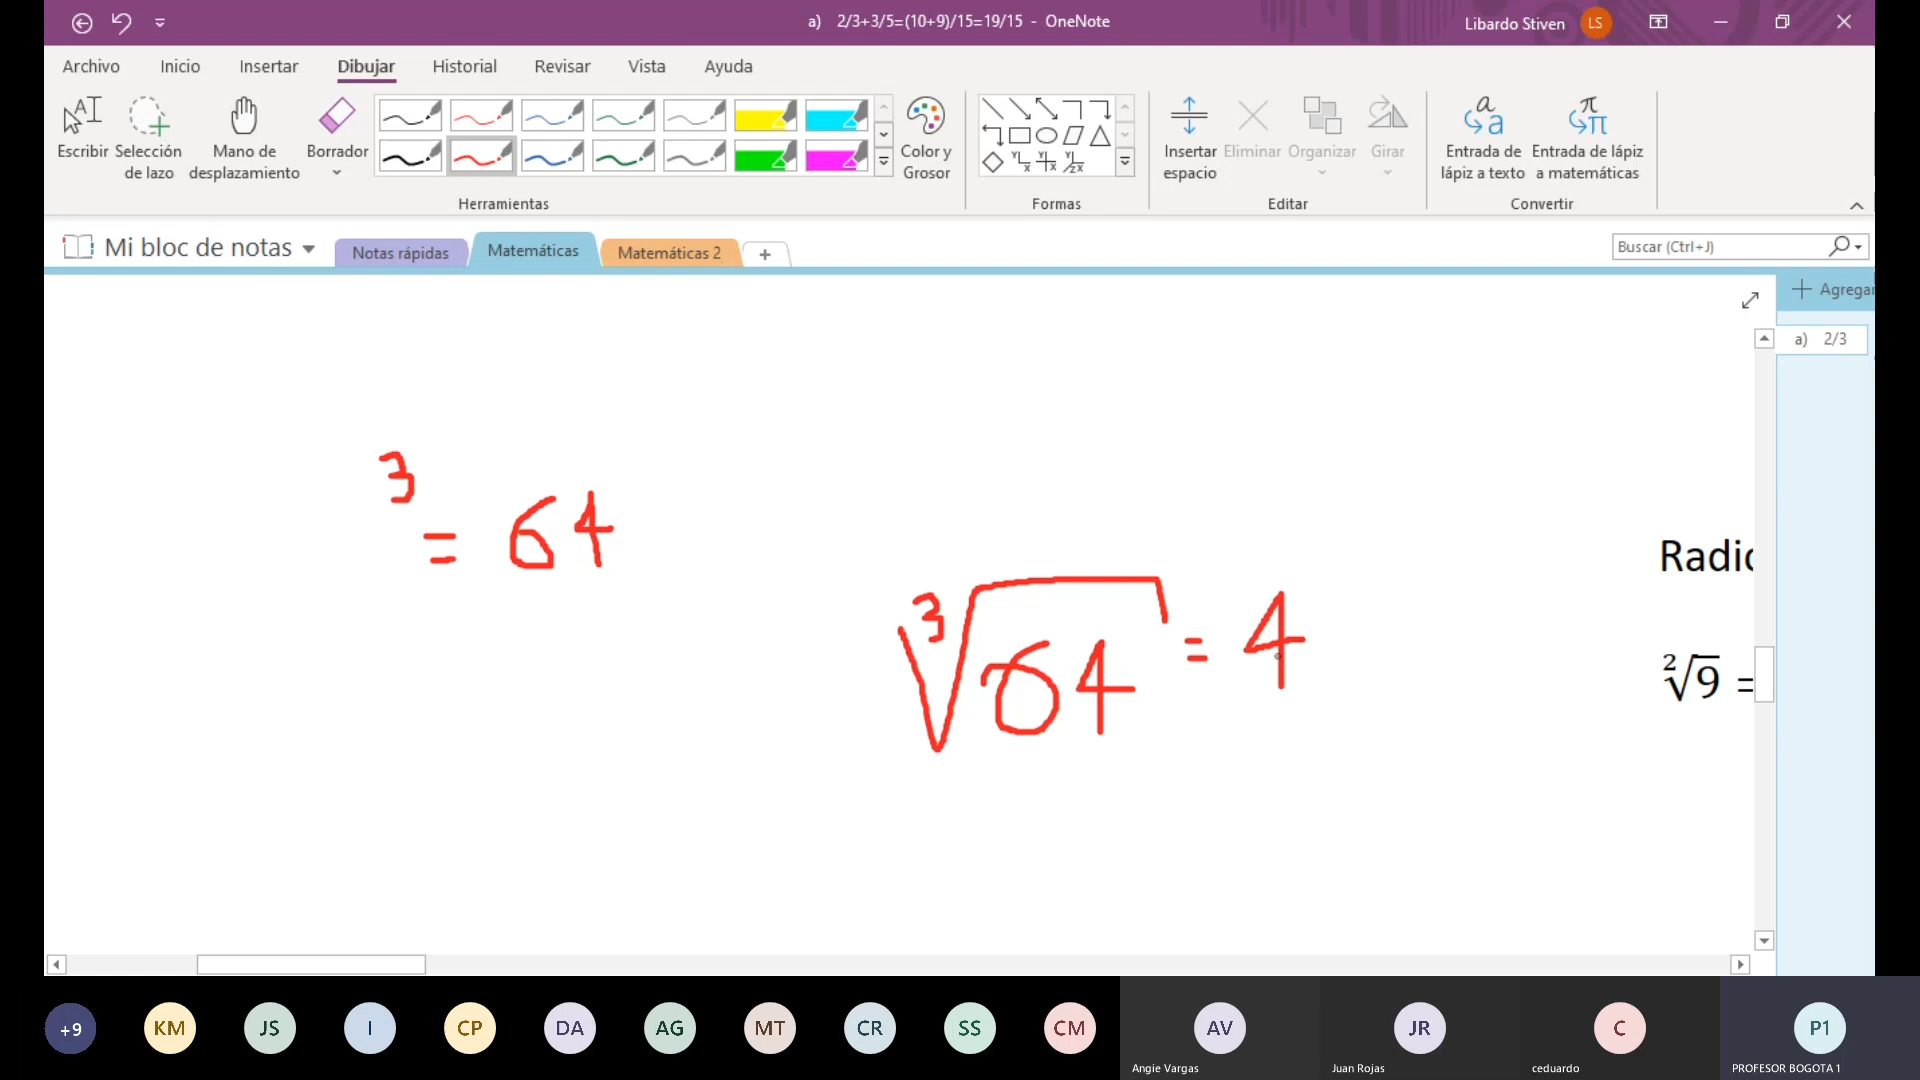 a) 2/3+3/5=(10+9)/15=19/15 - OneNote
Libardo Stiven LS
Archivo Inicio Insertar Dibujar Historial Revisar Vista Ayuda
Escribir Selección de lazo Mano de desplazamiento Borrador Color y Grosor Insertar espacio Eliminar Organizar Girar Entrada de lápiz a texto Entrada de lápiz a matemáticas
Herramientas Formas Editar Convertir
Mi bloc de notas Notas rápidas Matemáticas Matemáticas 2 + Buscar (Ctrl+J)
Agregar
a) 2/3
3
= 64
Radic
∛64 = 4
²√9 =
+9 KM JS I CP DA AG MT CR SS CM AV JR C P1
Angie Vargas Juan Rojas ceduardo PROFESOR BOGOTA 1